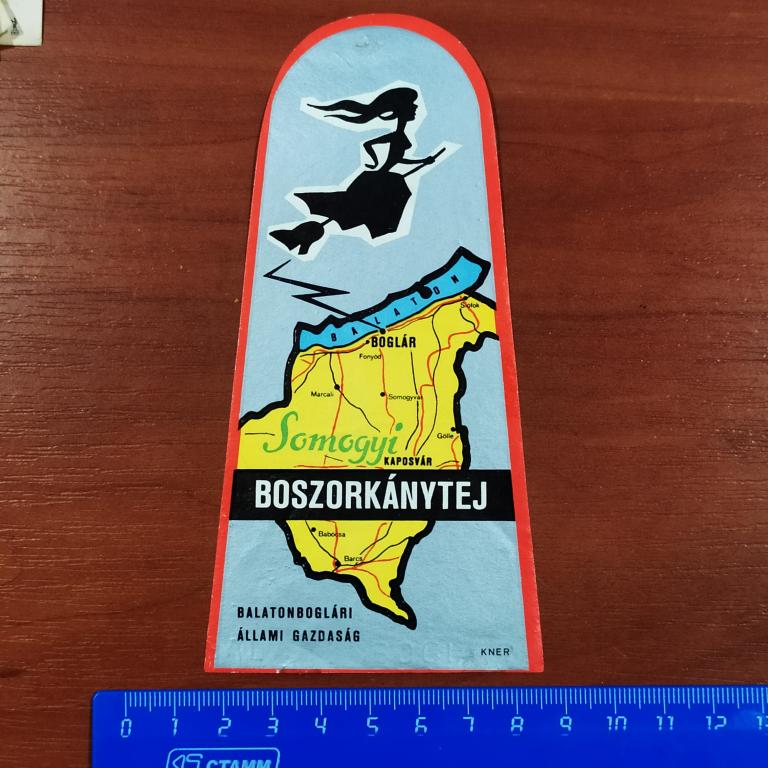 BALATON
Siófok
BOGLÁR
Fonyód
Marcali
Somogyvár
Somogyi
Gölle
KAPOSVÁR
BOSZORKÁNYTEJ
Babócsa
Barcs
BALATONBOGLÁRI
ÁLLAMI GAZDASÁG
KNER
0 1 2 3 4 5 6 7 8 9 10 11 12 13
СТАММ